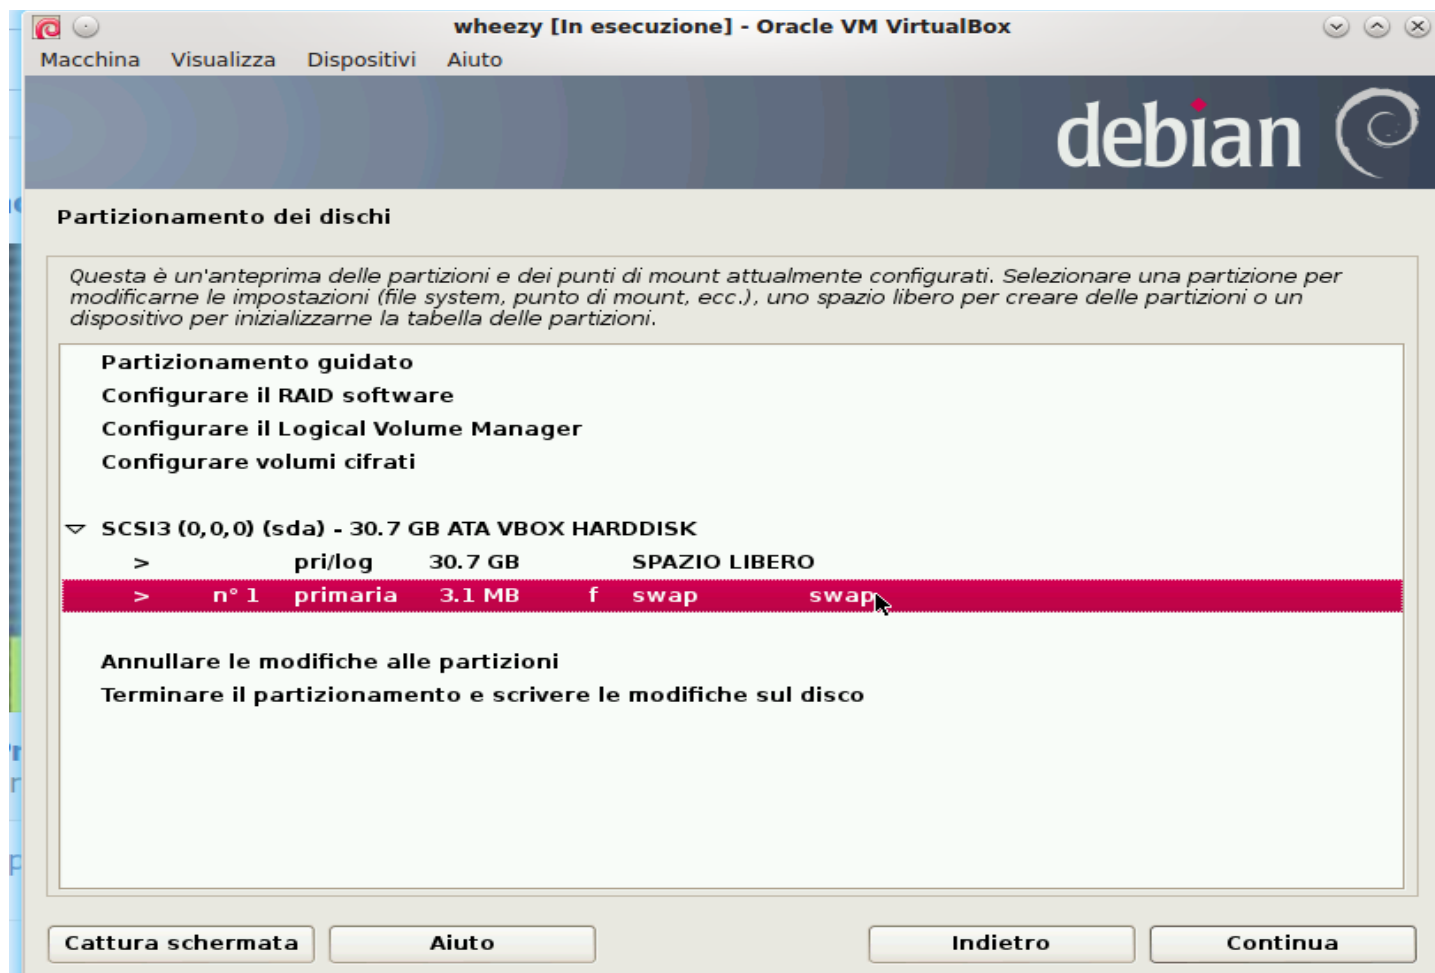 wheezy [In esecuzione] - Oracle VM VirtualBox
Macchina Visualizza Dispositivi Aiuto
debian
Partizionamento dei dischi
Questa è un'anteprima delle partizioni e dei punti di mount attualmente configurati. Selezionare una partizione per
modificarne le impostazioni (file system, punto di mount, ecc.), uno spazio libero per creare delle partizioni o un
dispositivo per inizializzarne la tabella delle partizioni.
Partizionamento guidato
Configurare il RAID software
Configurare il Logical Volume Manager
Configurare volumi cifrati
SCSI3 (0,0,0) (sda) - 30.7 GB ATA VBOX HARDDISK
> pri/log 30.7 GB SPAZIO LIBERO
> n° 1 primaria 3.1 MB f swap swap
Annullare le modifiche alle partizioni
Terminare il partizionamento e scrivere le modifiche sul disco
Cattura schermata Aiuto Indietro Continua